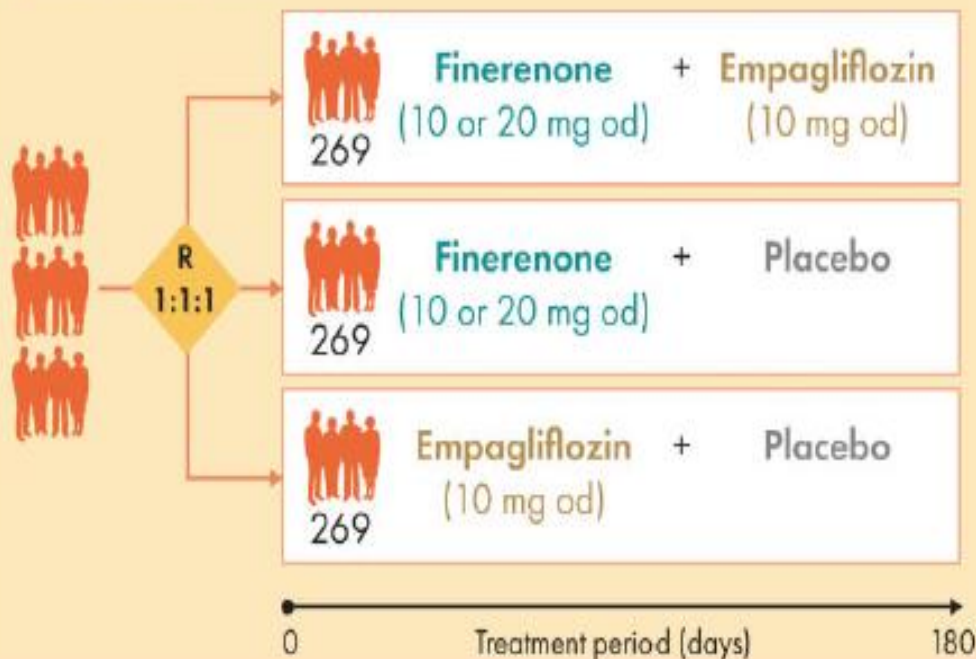 Finerenone + Empagliflozin
(10 or 20 mg od) (10 mg od)
269
R
1:1:1
Finerenone + Placebo
(10 or 20 mg od)
269
Empagliflozin + Placebo
(10 mg od)
269
0 Treatment period (days) 180